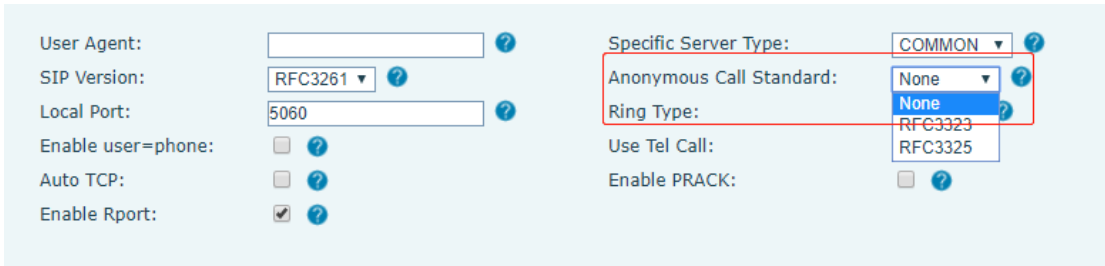 User Agent:
Specific Server Type: COMMON
SIP Version: RFC3261
Anonymous Call Standard: None
Local Port: 5060
None
Ring Type:
RFC3323
Enable user=phone:
Use Tel Call:
RFC3325
Auto TCP:
Enable PRACK:
Enable Rport: